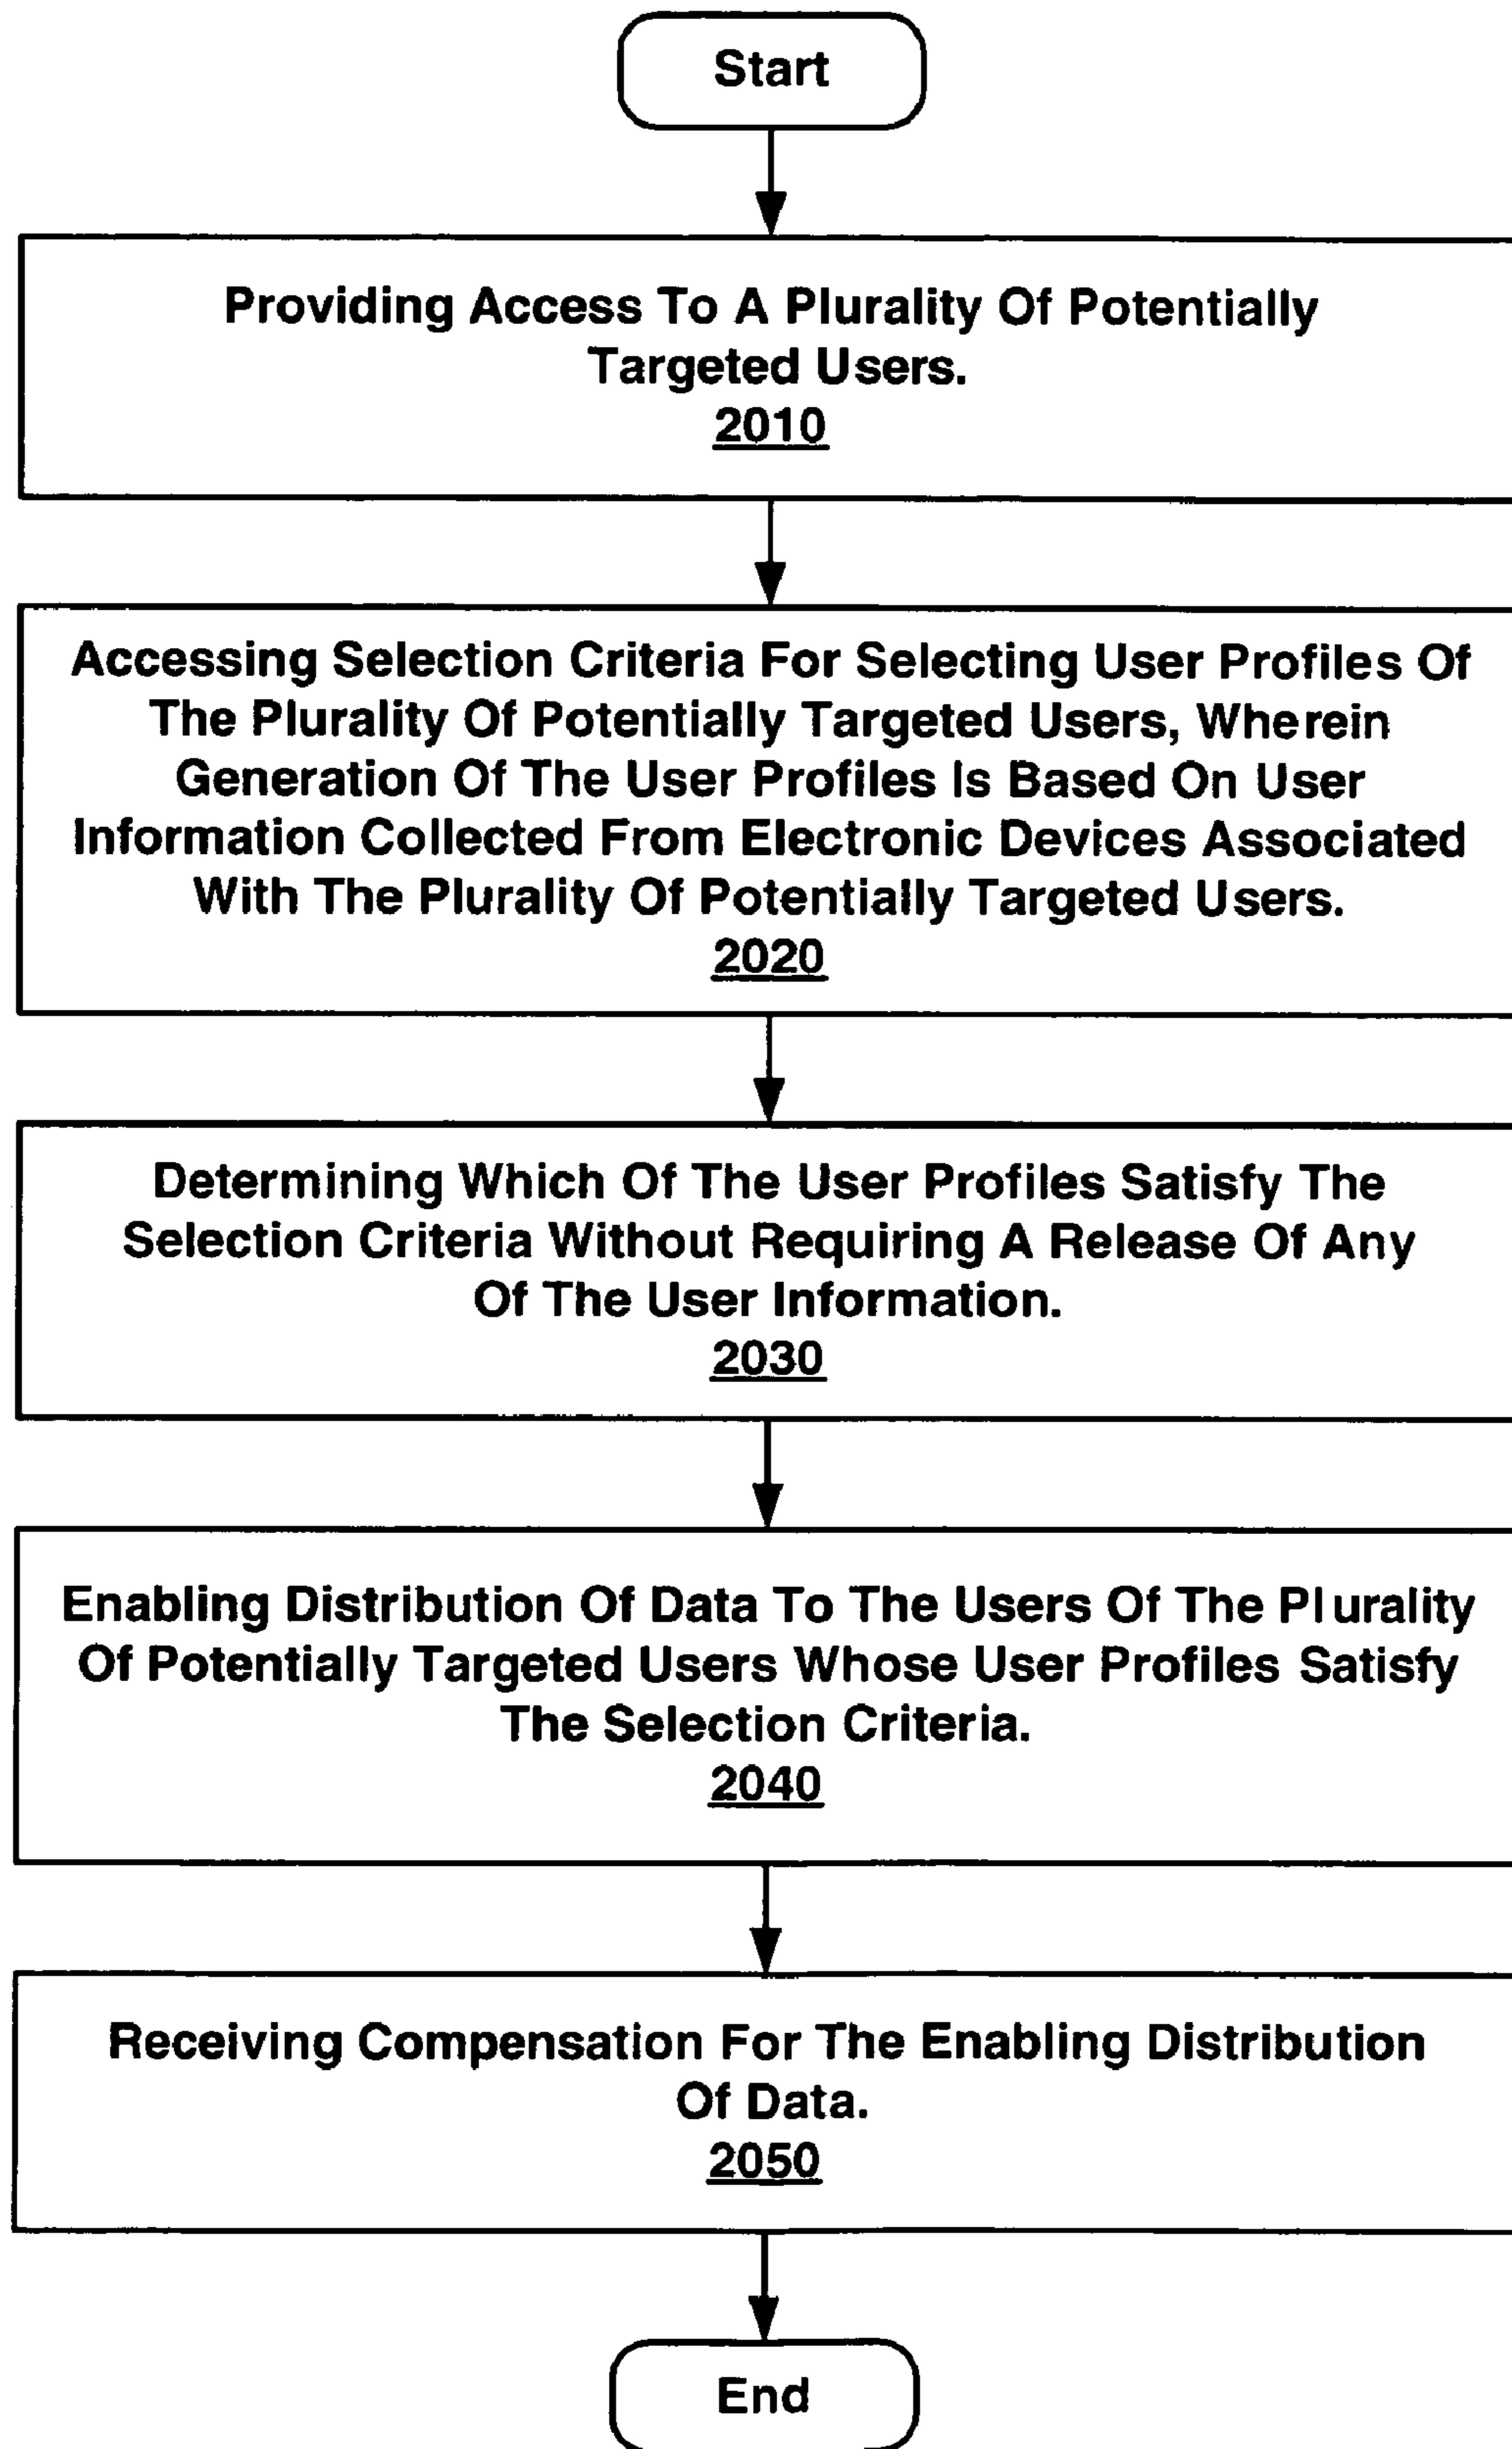 Start
Providing Access To A Plurality Of Potentially
Targeted Users.
2010
Accessing Selection Criteria For Selecting User Profiles Of
The Plurality Of Potentially Targeted Users, Wherein
Generation Of The User Profiles Is Based On User
Information Collected From Electronic Devices Associated
With The Plurality Of Potentially Targeted Users.
2020
Determining Which Of The User Profiles Satisfy The
Selection Criteria Without Requiring A Release Of Any
Of The User Information.
2030
Enabling Distribution Of Data To The Users Of The Plurality
Of Potentially Targeted Users Whose User Profiles Satisfy
The Selection Criteria.
2040
Receiving Compensation For The Enabling Distribution
Of Data.
2050
End